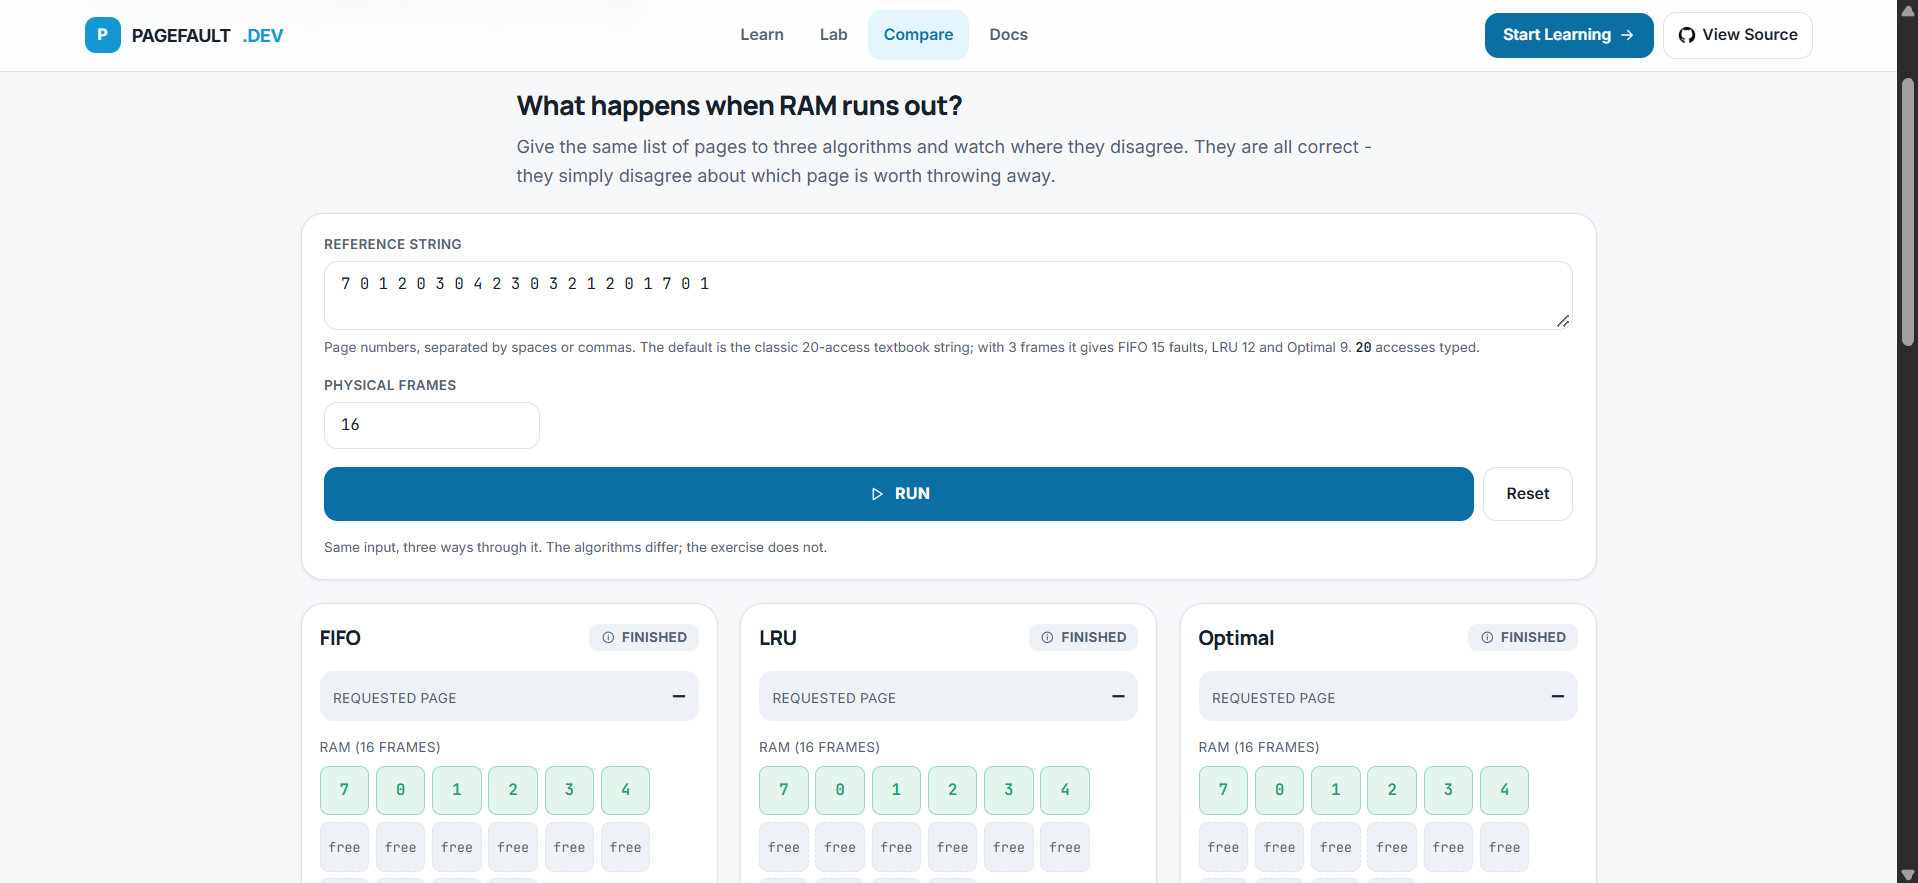 P PAGEFAULT .DEV Learn Lab Compare Docs Start Learning → View Source
What happens when RAM runs out?
Give the same list of pages to three algorithms and watch where they disagree. They are all correct -
they simply disagree about which page is worth throwing away.
REFERENCE STRING
7 0 1 2 0 3 0 4 2 3 0 3 2 1 2 0 1 7 0 1
Page numbers, separated by spaces or commas. The default is the classic 20-access textbook string; with 3 frames it gives FIFO 15 faults, LRU 12 and Optimal 9. 20 accesses typed.
PHYSICAL FRAMES
16
RUN Reset
Same input, three ways through it. The algorithms differ; the exercise does not.
FIFO FINISHED
REQUESTED PAGE –
RAM (16 FRAMES)
7 0 1 2 3 4
free free free free free free
LRU FINISHED
REQUESTED PAGE –
RAM (16 FRAMES)
7 0 1 2 3 4
free free free free free free
Optimal FINISHED
REQUESTED PAGE –
RAM (16 FRAMES)
7 0 1 2 3 4
free free free free free free